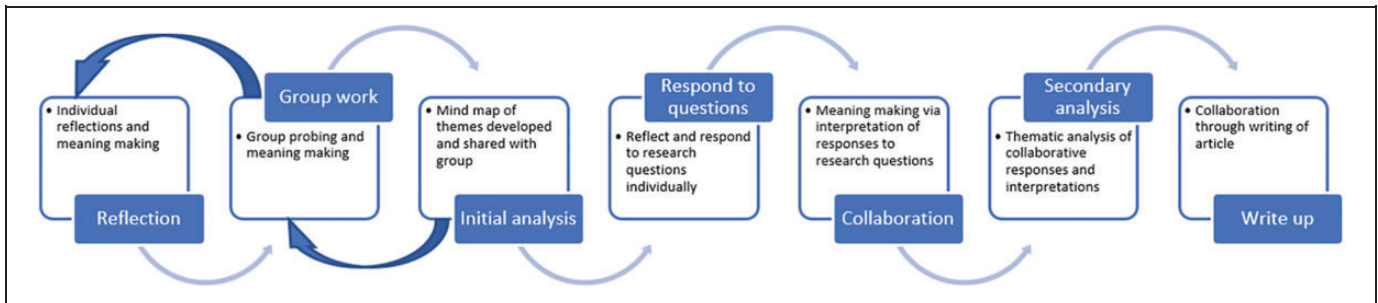 • Individual
reflections and
meaning making
Reflection
Group work
• Group probing and
meaning making
• Mind map of
themes developed
and shared with
group
Initial analysis
Respond to
questions
• Reflect and respond
to research
questions
individually
• Meaning making via
interpretation of
responses to
research questions
Collaboration
Secondary
analysis
• Thematic analysis of
collaborative
responses and
interpretations
• Collaboration
through writing of
article
Write up